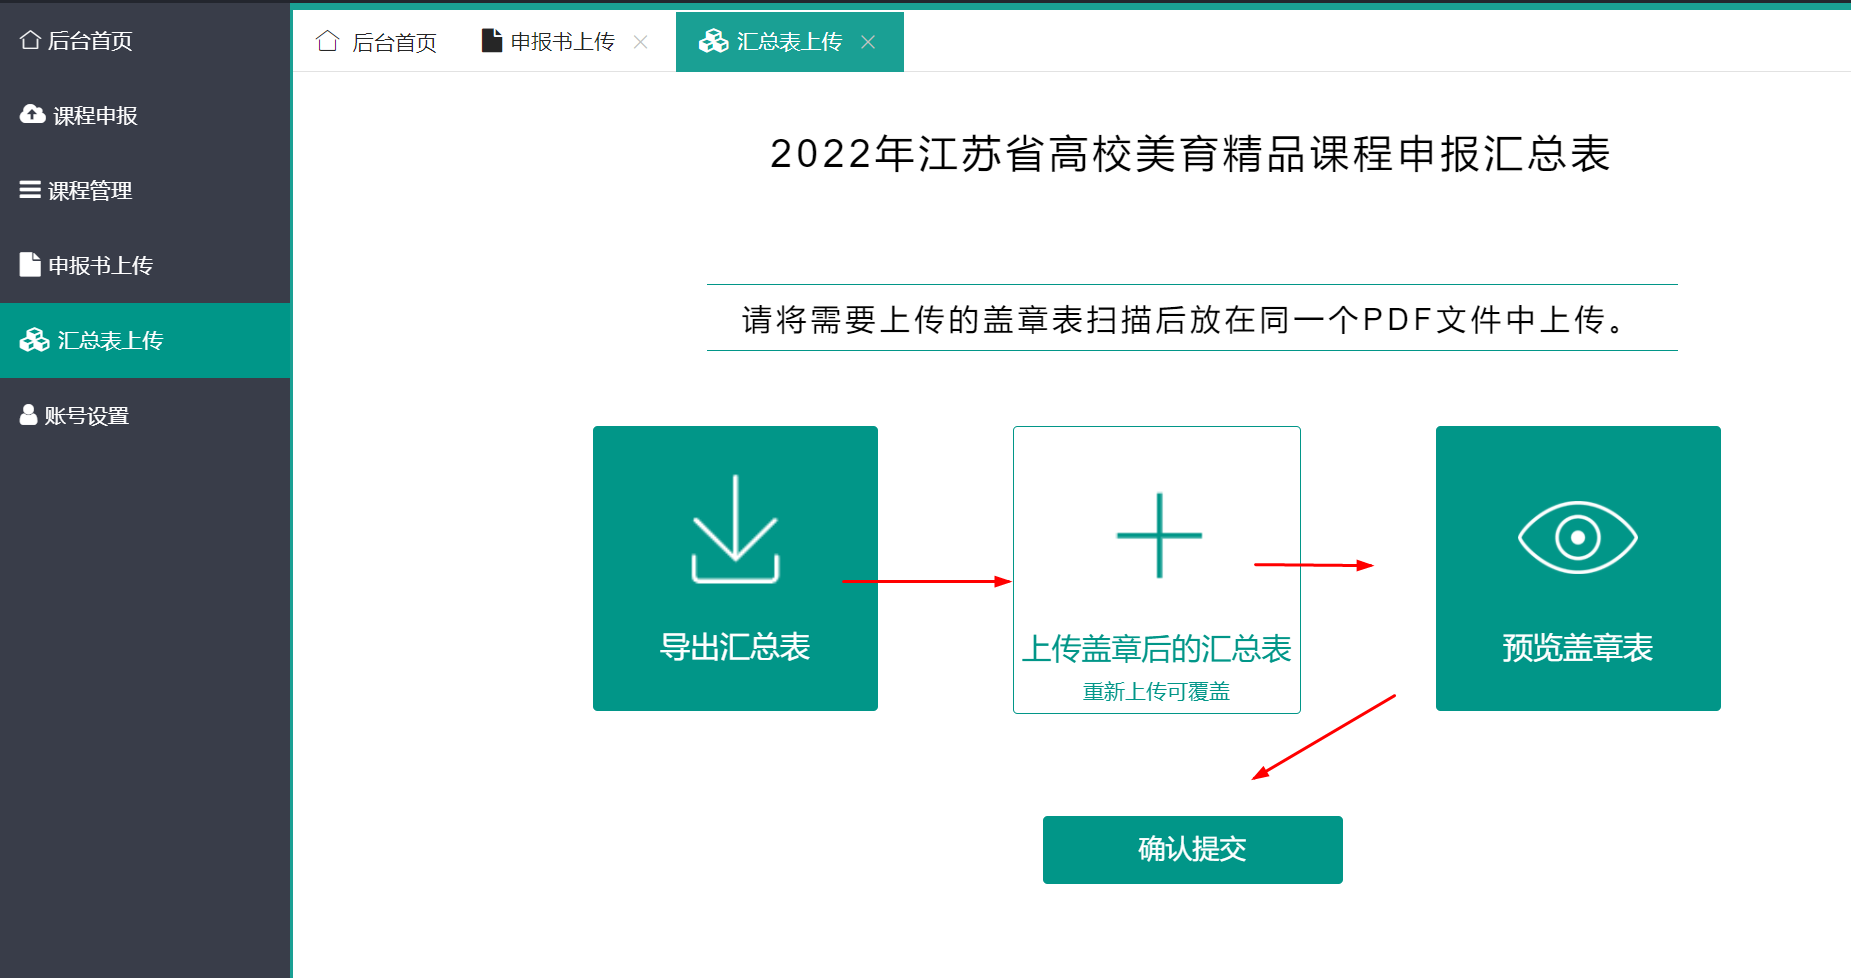 后台首页
课程申报
课程管理
申报书上传
汇总表上传
账号设置
后台首页 申报书上传 汇总表上传
2022年江苏省高校美育精品课程申报汇总表
请将需要上传的盖章表扫描后放在同一个PDF文件中上传。
导出汇总表
上传盖章后的汇总表
重新上传可覆盖
预览盖章表
确认提交